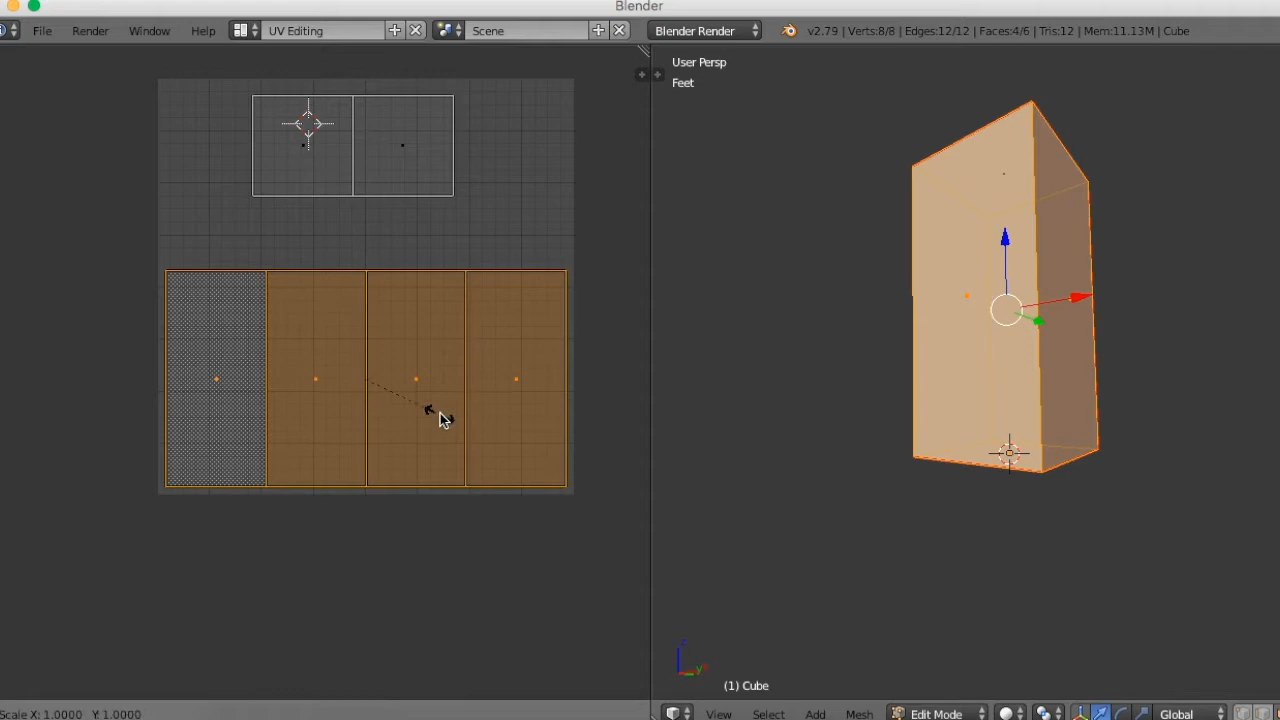 Blender
File Render Window Help UV Editing Scene Blender Render v2.79 | Verts:8/8 | Edges:12/12 | Faces:4/6 | Tris:12 | Mem:11.13M | Cube
User Persp
Feet
z
y
(1) Cube
Scale X: 1.0000 Y: 1.0000
View Select Add Mesh Edit Mode Global